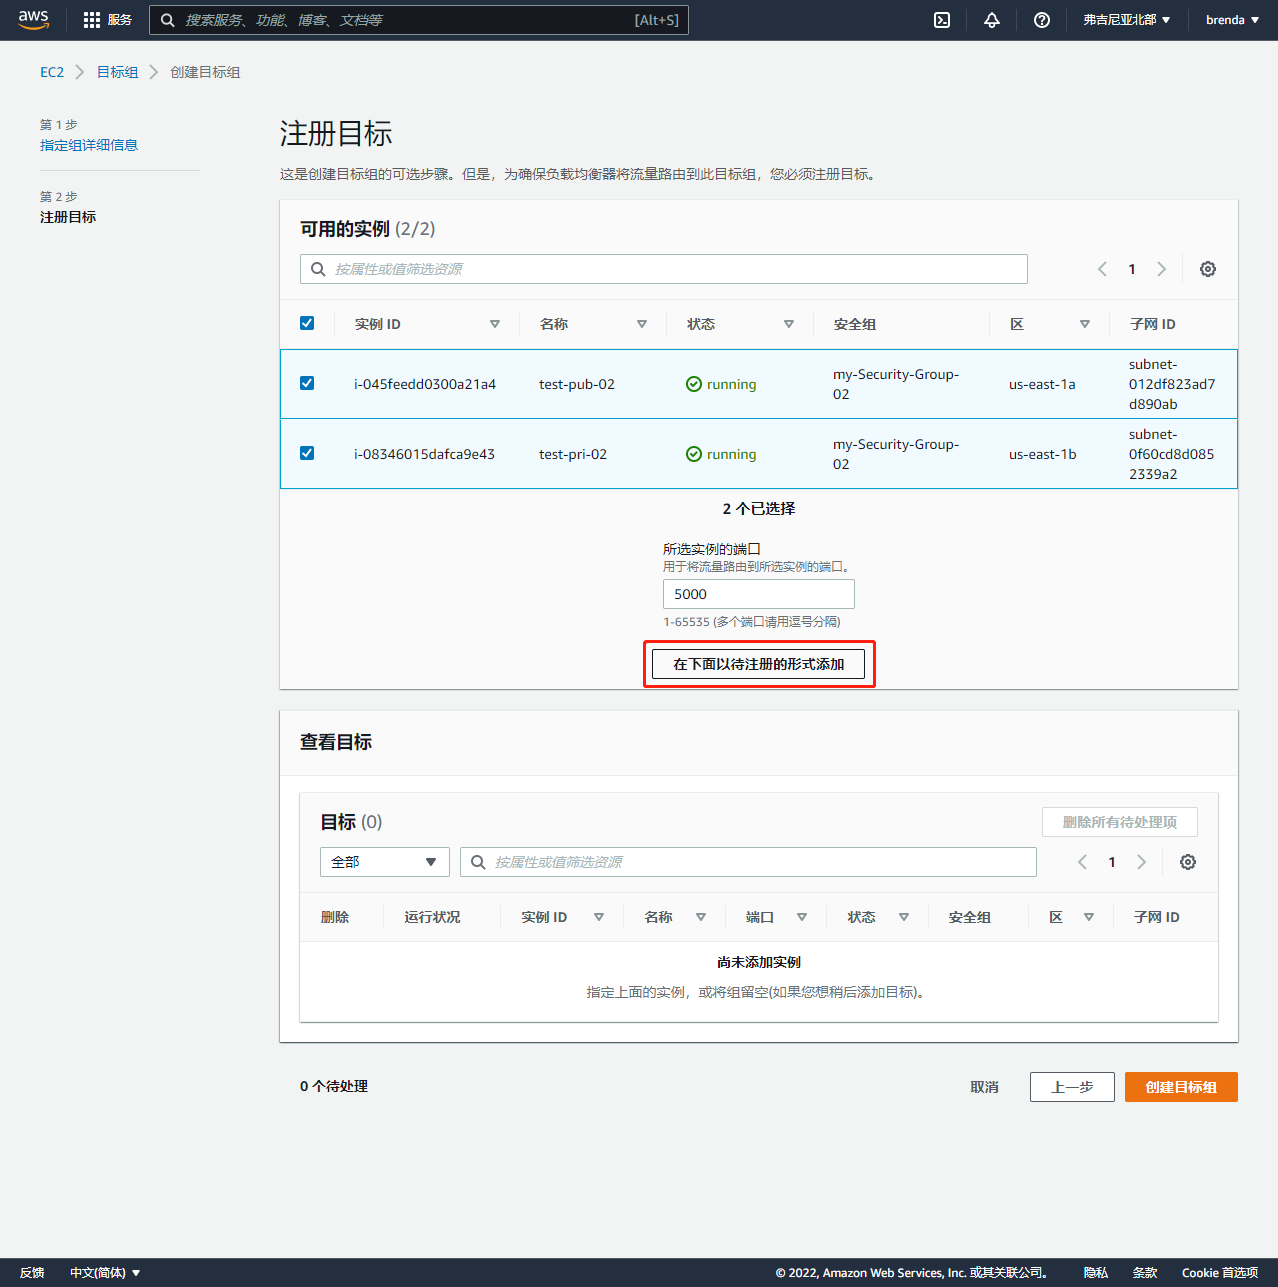 aws 服务 搜索服务、功能、博客、文档等 [Alt+S] 弗吉尼亚北部 brenda
EC2 目标组 创建目标组
第 1 步
指定组详细信息
第 2 步
注册目标
注册目标
这是创建目标组的可选步骤。但是，为确保负载均衡器将流量路由到此目标组，您必须注册目标。
可用的实例 (2/2)
按属性或值筛选资源 1
实例 ID 名称 状态 安全组 区 子网 ID
i-045feedd0300a21a4 test-pub-02 running my-Security-Group-02 us-east-1a subnet-012df823ad7d890ab
i-08346015dafca9e43 test-pri-02 running my-Security-Group-02 us-east-1b subnet-0f60cd8d0852339a2
2 个已选择
所选实例的端口
用于将流量路由到所选实例的端口。
5000
1-65535 (多个端口请用逗号分隔)
在下面以待注册的形式添加
查看目标
目标 (0) 删除所有待处理项
全部 按属性或值筛选资源 1
删除 运行状况 实例 ID 名称 端口 状态 安全组 区 子网 ID
尚未添加实例
指定上面的实例，或将组留空(如果您想稍后添加目标)。
0 个待处理 取消 上一步 创建目标组
反馈 中文(简体) © 2022, Amazon Web Services, Inc. 或其关联公司。 隐私 条款 Cookie 首选项